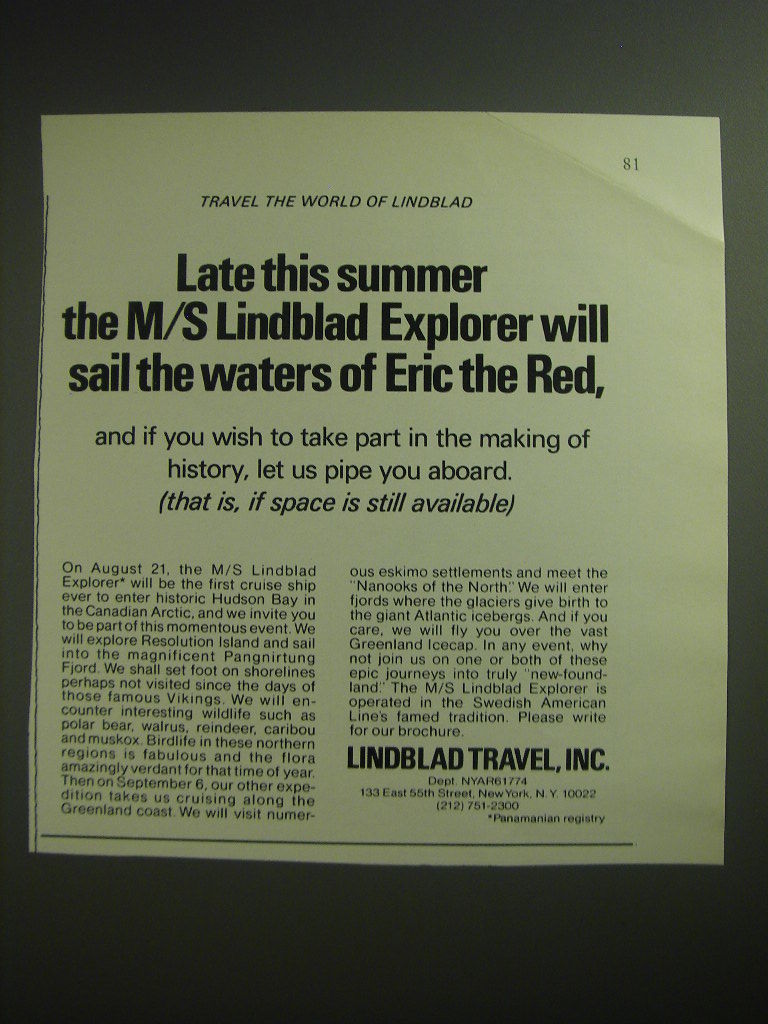 81
TRAVEL THE WORLD OF LINDBLAD
Late this summer
the M/S Lindblad Explorer will
sail the waters of Eric the Red,
and if you wish to take part in the making of
history, let us pipe you aboard.
(that is, if space is still available)
On August 21, the M/S Lindblad
Explorer* will be the first cruise ship
ever to enter historic Hudson Bay in
the Canadian Arctic, and we invite you
to be part of this momentous event. We
will explore Resolution Island and sail
into the magnificent Pangnirtung
Fjord. We shall set foot on shorelines
perhaps not visited since the days of
those famous Vikings. We will en-
counter interesting wildlife such as
polar bear, walrus, reindeer, caribou
and muskox. Birdlife in these northern
regions is fabulous and the flora
amazingly verdant for that time of year.
Then on September 6, our other expe-
dition takes us cruising along the
Greenland coast. We will visit numer-
ous eskimo settlements and meet the
"Nanooks of the North." We will enter
fjords where the glaciers give birth to
the giant Atlantic icebergs. And if you
care, we will fly you over the vast
Greenland Icecap. In any event, why
not join us on one or both of these
epic journeys into truly "new-found-
land." The M/S Lindblad Explorer is
operated in the Swedish American
Line's famed tradition. Please write
for our brochure.
LINDBLAD TRAVEL, INC.
Dept. NYAR61774
133 East 55th Street, New York, N.Y. 10022
(212) 751-2300
*Panamanian registry